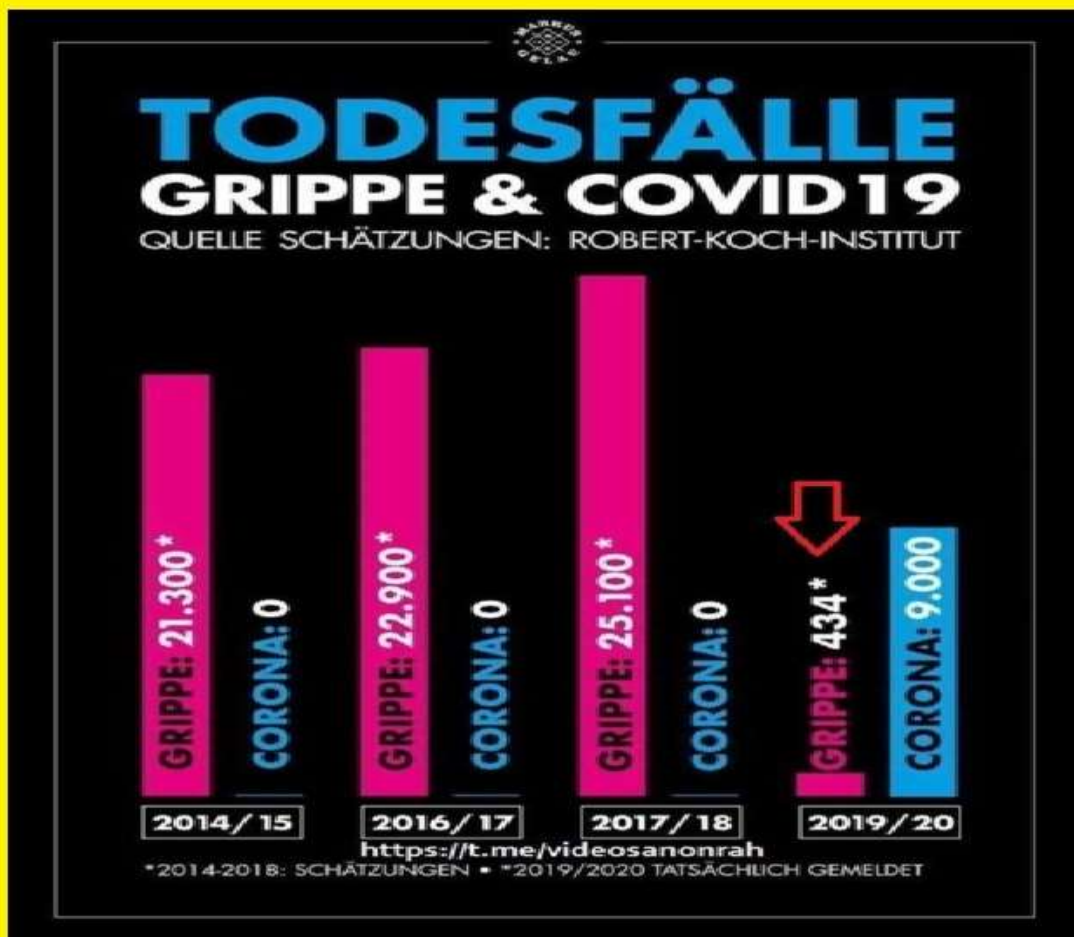 MARKUS
GELAU
TODESFÄLLE
GRIPPE & COVID19
QUELLE SCHÄTZUNGEN: ROBERT-KOCH-INSTITUT
GRIPPE: 21.300*
CORONA: 0
GRIPPE: 22.900*
CORONA: 0
GRIPPE: 25.100*
CORONA: 0
GRIPPE: 434*
CORONA: 9.000
2014/15
2016/17
2017/18
2019/20
https://t.me/videosanonrah
*2014-2018: SCHÄTZUNGEN • *2019/2020 TATSÄCHLICH GEMELDET